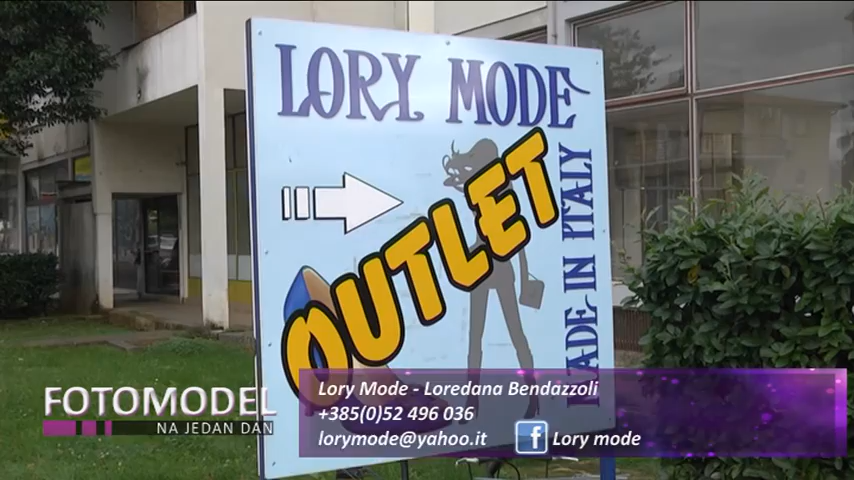 LORY MODE
OUTLET
MADE IN ITALY
FOTOMODEL
NA JEDAN DAN
Lory Mode - Loredana Bendazzoli
+385(0)52 496 036
lorymode@yahoo.it
f Lory mode